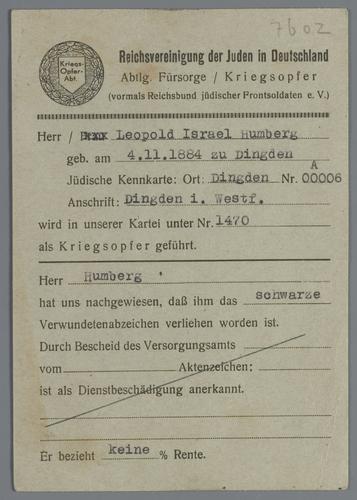 7602
Kriegs-
Opfer-
Abt.
Reichsvereinigung der Juden in Deutschland
Abtlg. Fürsorge / Kriegsopfer
(vormals Reichsbund jüdischer Frontsoldaten e. V.)
Herr / Leopold Israel Humberg
geb. am 4.11.1884 zu Dingden
Jüdische Kennkarte: Ort: Dingden Nr. A 00006
Anschrift: Dingden i. Westf.
wird in unserer Kartei unter Nr. 1470
als Kriegsopfer geführt.
Herr Humberg
hat uns nachgewiesen, daß ihm das schwarze
Verwundetenabzeichen verliehen worden ist.
Durch Bescheid des Versorgungsamts
vom Aktenzeichen:
ist als Dienstbeschädigung anerkannt.
Er bezieht keine % Rente.